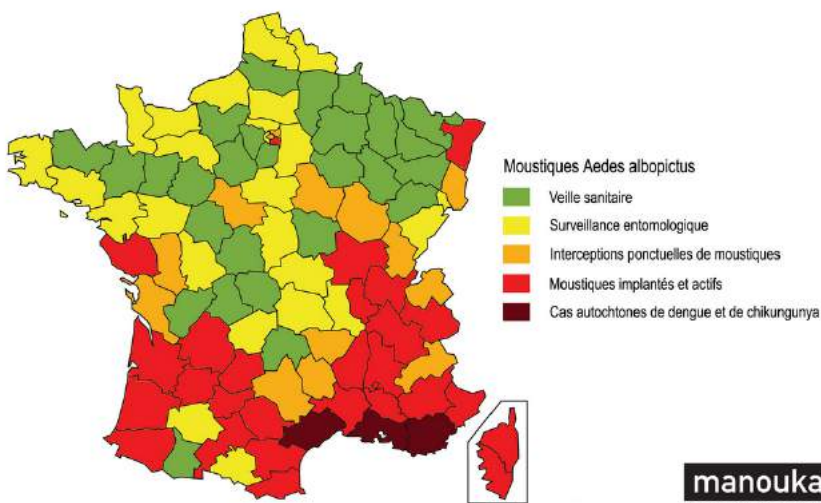 Moustiques Aedes albopictus
Veille sanitaire
Surveillance entomologique
Interceptions ponctuelles de moustiques
Moustiques implantés et actifs
Cas autochtones de dengue et de chikungunya
manouka